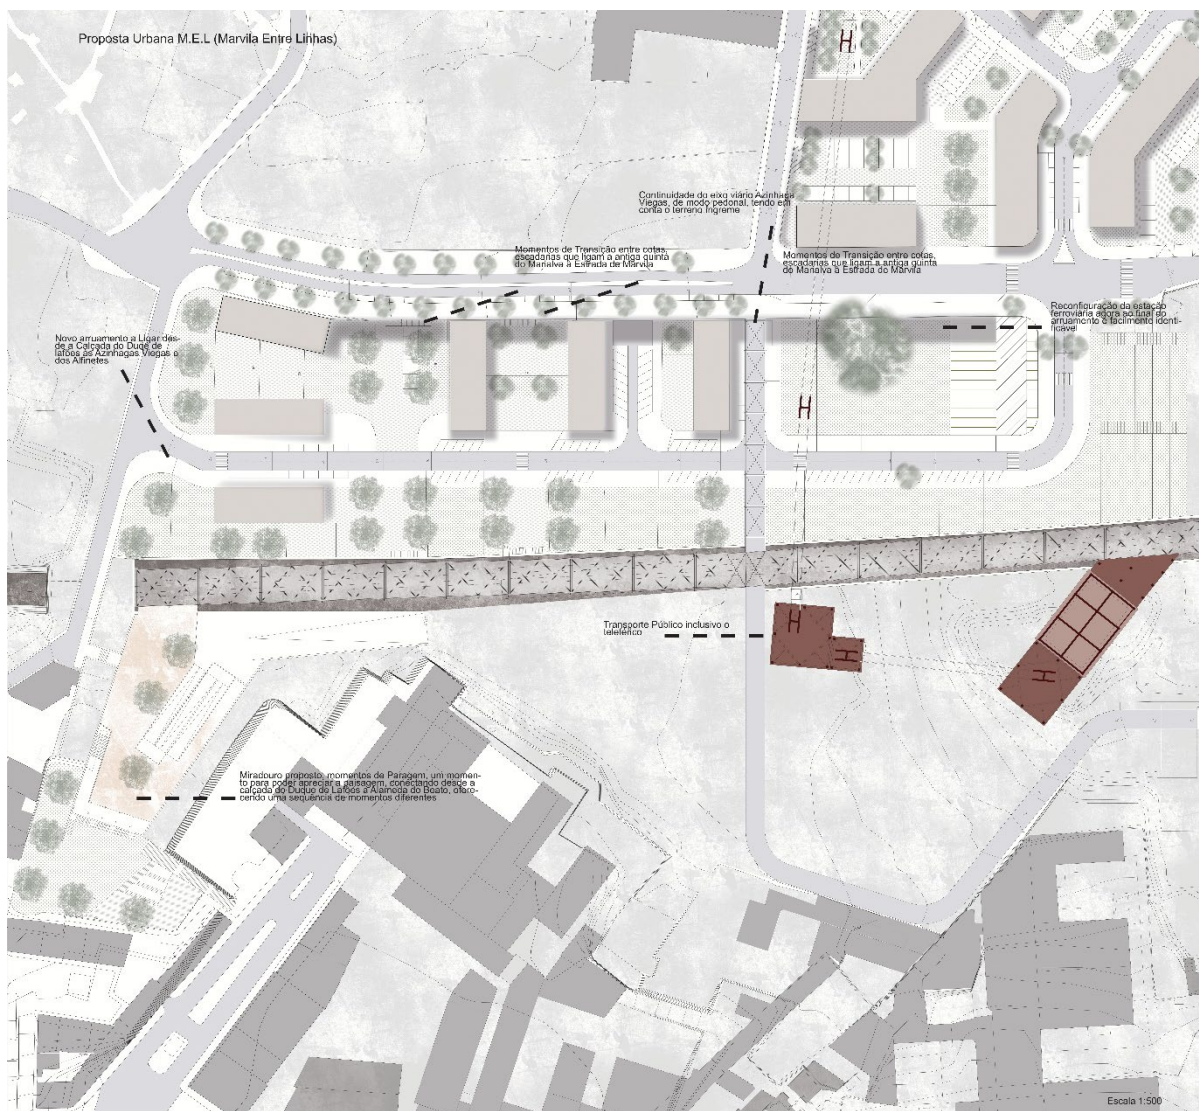 Proposta Urbana M.E.L (Marvila Entre Linhas)
Continuidade do eixo viário Azinhaga
Viegas, de modo pedonal, tendo em
conta o terreno íngreme
Momentos de Transição entre cotas,
escadarias que ligam a antiga quinta
do Marialva à Estrada de Marvila
Momentos de Transição entre cotas,
escadarias que ligam a antiga quinta
do Marialva à Estrada de Marvila
Reconfiguração da estação
ferroviária agora ao final do
arruamento e facilmente identi-
ficável
Novo arruamento a Ligar des-
de a Calçada do Duqe de
lafões às Azinhagas Viegas e
dos Alfinetes
Transporte Público inclusivo o
teleférico
Miradouro proposto, momentos de Paragem, um momen-
to para poder apreciar a paisagem, conectando desde a
calçada do Duque de Lafões a Alameda do Beato, ofere-
cendo uma sequência de momentos diferentes
Escala 1:500